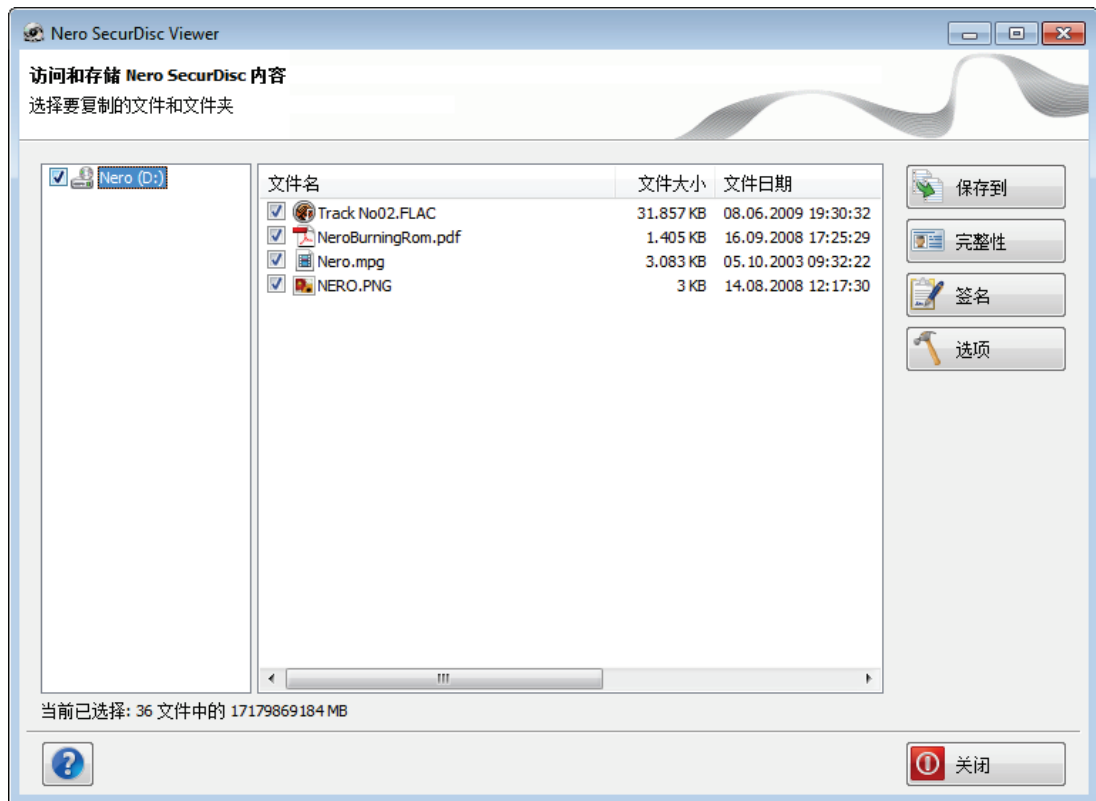 Nero SecurDisc Viewer
访问和存储 Nero SecurDisc 内容
选择要复制的文件和文件夹
Nero (D:)
文件名 文件大小 文件日期
Track No02.FLAC 31.857 KB 08.06.2009 19:30:32
NeroBurningRom.pdf 1.405 KB 16.09.2008 17:25:29
Nero.mpg 3.083 KB 05.10.2003 09:32:22
NERO.PNG 3 KB 14.08.2008 12:17:30
保存到
完整性
签名
选项
当前已选择: 36 文件中的 17179869184 MB
关闭